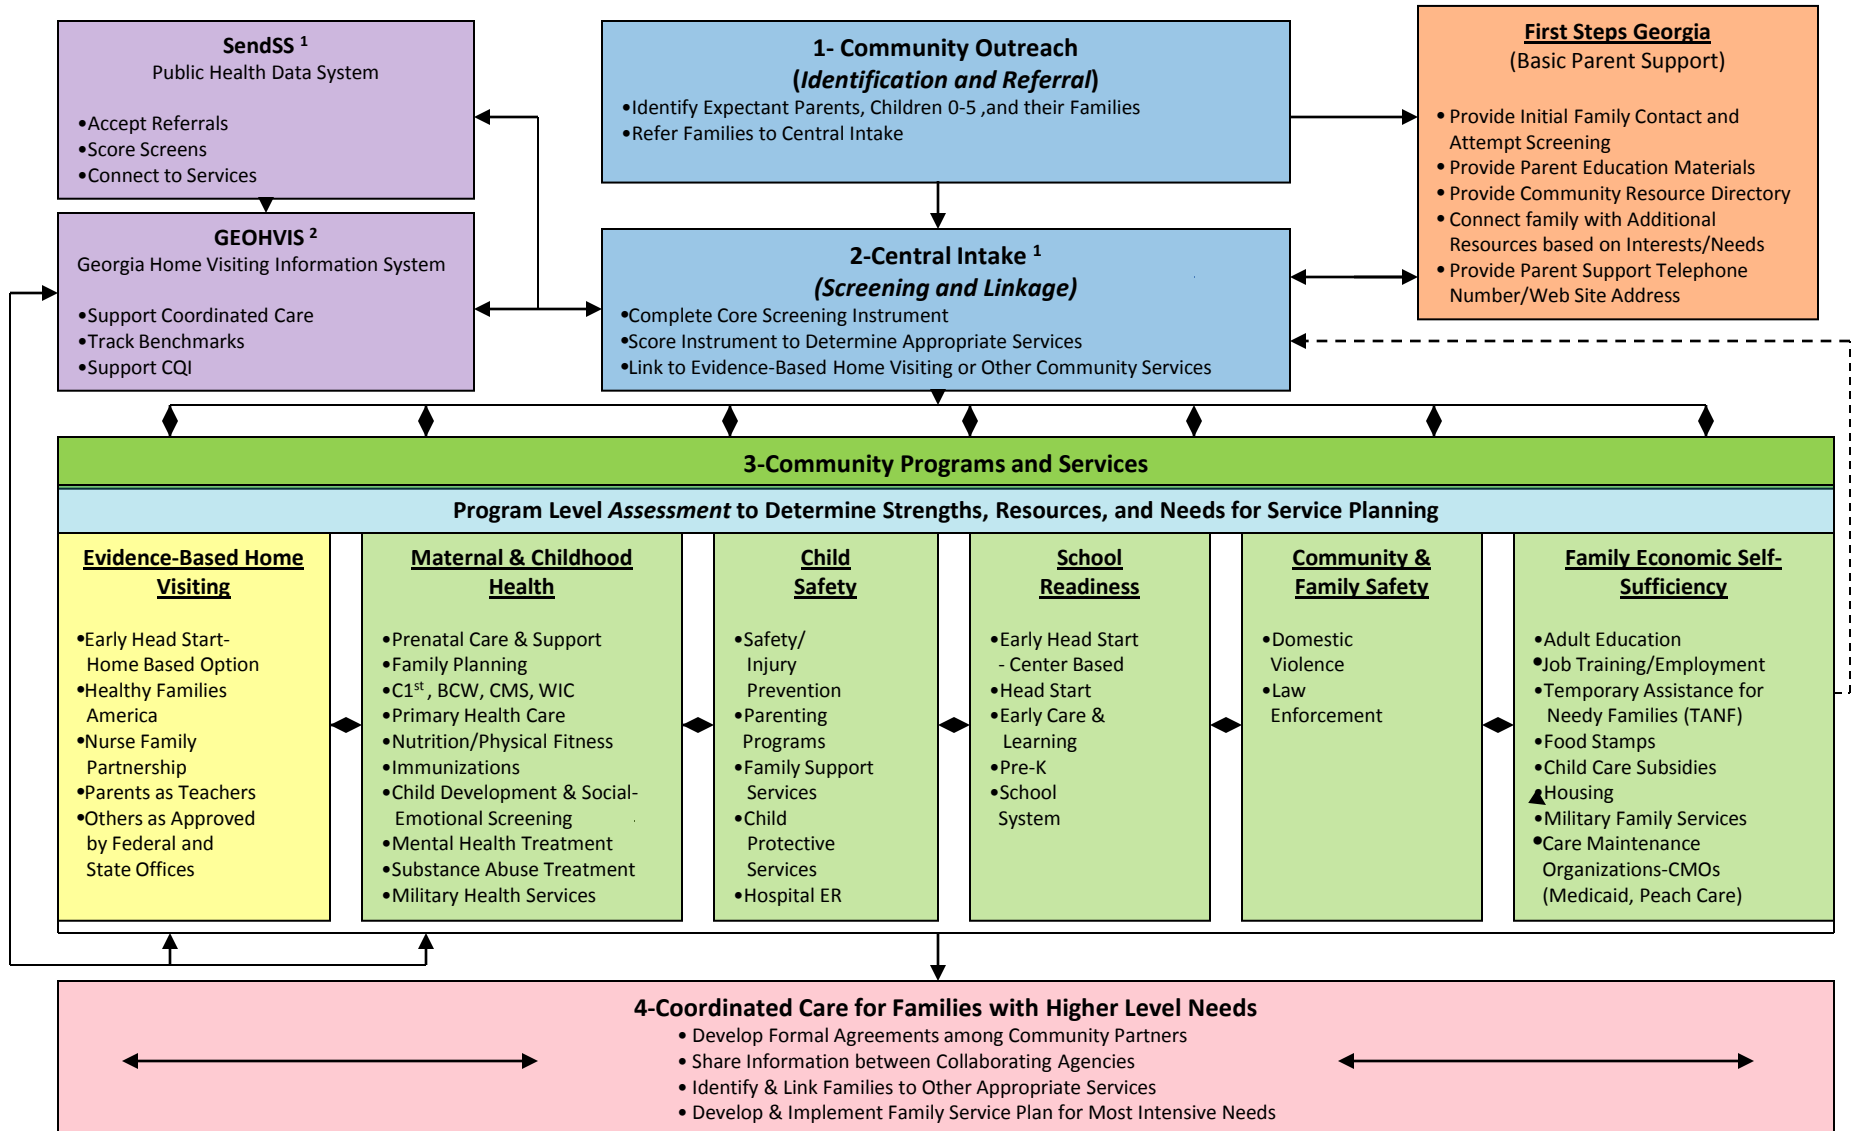 SendSS ¹
Public Health Data System
•Accept Referrals
•Score Screens
•Connect to Services
GEOHVIS ²
Georgia Home Visiting Information System
•Support Coordinated Care
•Track Benchmarks
•Support CQI
1- Community Outreach
(Identification and Referral)
•Identify Expectant Parents, Children 0-5 ,and their Families
•Refer Families to Central Intake
2-Central Intake ¹
(Screening and Linkage)
•Complete Core Screening Instrument
•Score Instrument to Determine Appropriate Services
•Link to Evidence-Based Home Visiting or Other Community Services
First Steps Georgia
(Basic Parent Support)
• Provide Initial Family Contact and
Attempt Screening
• Provide Parent Education Materials
• Provide Community Resource Directory
• Connect family with Additional
Resources based on Interests/Needs
• Provide Parent Support Telephone
Number/Web Site Address
3-Community Programs and Services
Program Level Assessment to Determine Strengths, Resources, and Needs for Service Planning
Evidence-Based Home
Visiting
•Early Head Start-
Home Based Option
•Healthy Families
America
•Nurse Family
Partnership
•Parents as Teachers
•Others as Approved
by Federal and
State Offices
Maternal & Childhood
Health
•Prenatal Care & Support
•Family Planning
•C1st , BCW, CMS, WIC
•Primary Health Care
•Nutrition/Physical Fitness
•Immunizations
•Child Development & Social-
Emotional Screening
•Mental Health Treatment
•Substance Abuse Treatment
•Military Health Services
Child
Safety
•Safety/
Injury
Prevention
•Parenting
Programs
•Family Support
Services
•Child
Protective
Services
•Hospital ER
School
Readiness
•Early Head Start
- Center Based
•Head Start
•Early Care &
Learning
•Pre-K
•School
System
Community &
Family Safety
•Domestic
Violence
•Law
Enforcement
Family Economic Self-
Sufficiency
•Adult Education
•Job Training/Employment
•Temporary Assistance for
Needy Families (TANF)
•Food Stamps
•Child Care Subsidies
•Housing
•Military Family Services
•Care Maintenance
Organizations-CMOs
(Medicaid, Peach Care)
4-Coordinated Care for Families with Higher Level Needs
• Develop Formal Agreements among Community Partners
• Share Information between Collaborating Agencies
• Identify & Link Families to Other Appropriate Services
• Develop & Implement Family Service Plan for Most Intensive Needs